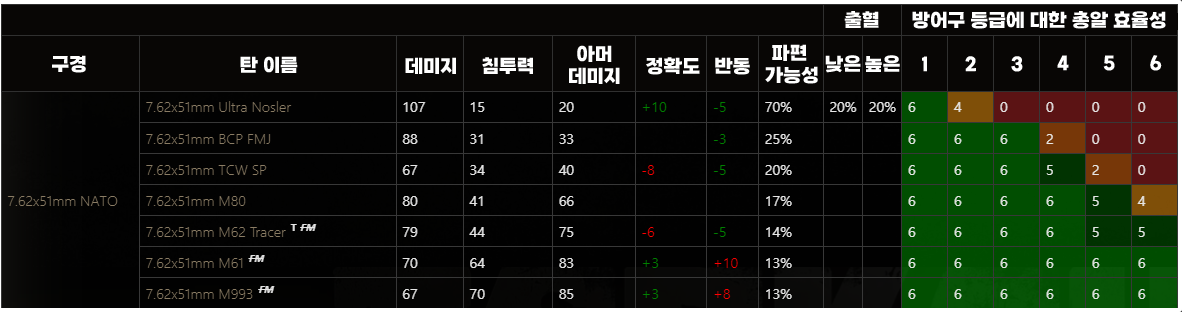 출혈 방어구 등급에 대한 총알 효율성
구경 탄 이름 데미지 침투력 아머 데미지 정확도 반동 파편 가능성 낮은 높은 1 2 3 4 5 6
7.62x51mm Ultra Nosler 107 15 20 +10 -5 70% 20% 20% 6 4 0 0 0 0
7.62x51mm BCP FMJ 88 31 33 -3 25% 6 6 6 2 0 0
7.62x51mm TCW SP 67 34 40 -8 -5 20% 6 6 6 5 2 0
7.62x51mm NATO 7.62x51mm M80 80 41 66 17% 6 6 6 6 5 4
7.62x51mm M62 Tracer T FM 79 44 75 -6 -5 14% 6 6 6 6 5 5
7.62x51mm M61 FM 70 64 83 +3 +10 13% 6 6 6 6 6 6
7.62x51mm M993 FM 67 70 85 +3 +8 13% 6 6 6 6 6 6